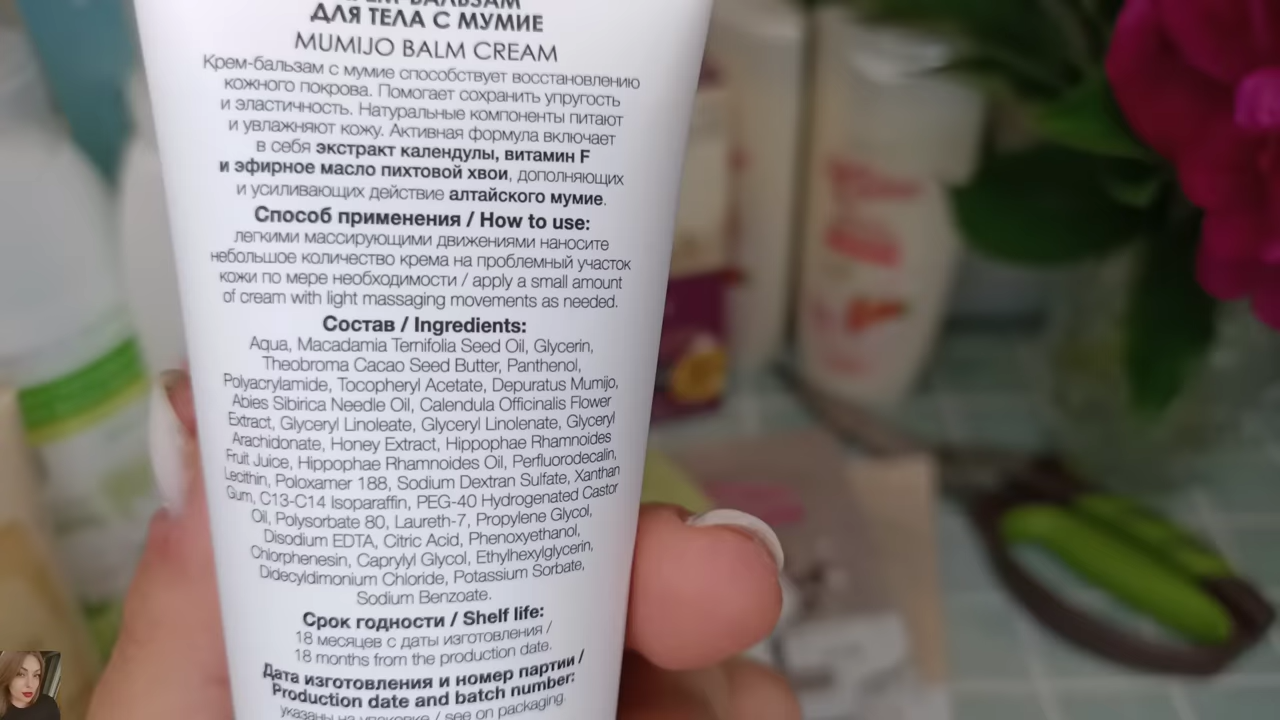 КРЕМ-БАЛЬЗАМ
ДЛЯ ТЕЛА С МУМИЕ
MUMIJO BALM CREAM
Крем-бальзам с мумие способствует восстановлению
кожного покрова. Помогает сохранить упругость
и эластичность. Натуральные компоненты питают
и увлажняют кожу. Активная формула включает
в себя экстракт календулы, витамин F
и эфирное масло пихтовой хвои, дополняющих
и усиливающих действие алтайского мумие.
Способ применения / How to use:
легкими массирующими движениями наносите
небольшое количество крема на проблемный участок
кожи по мере необходимости / apply a small amount
of cream with light massaging movements as needed.
Состав / Ingredients:
Aqua, Macadamia Ternifolia Seed Oil, Glycerin,
Theobroma Cacao Seed Butter, Panthenol,
Polyacrylamide, Tocopheryl Acetate, Depuratus Mumijo,
Abies Sibirica Needle Oil, Calendula Officinalis Flower
Extract, Glyceryl Linoleate, Glyceryl Linolenate, Glyceryl
Arachidonate, Honey Extract, Hippophae Rhamnoides
Fruit Juice, Hippophae Rhamnoides Oil, Perfluorodecalin,
Lecithin, Poloxamer 188, Sodium Dextran Sulfate, Xanthan
Gum, C13-C14 Isoparaffin, PEG-40 Hydrogenated Castor
Oil, Polysorbate 80, Laureth-7, Propylene Glycol,
Disodium EDTA, Citric Acid, Phenoxyethanol,
Chlorphenesin, Caprylyl Glycol, Ethylhexylglycerin,
Didecyldimonium Chloride, Potassium Sorbate,
Sodium Benzoate.
Срок годности / Shelf life:
18 месяцев с даты изготовления /
18 months from the production date.
Дата изготовления и номер партии /
Production date and batch number:
указаны на упаковке / see on packaging.